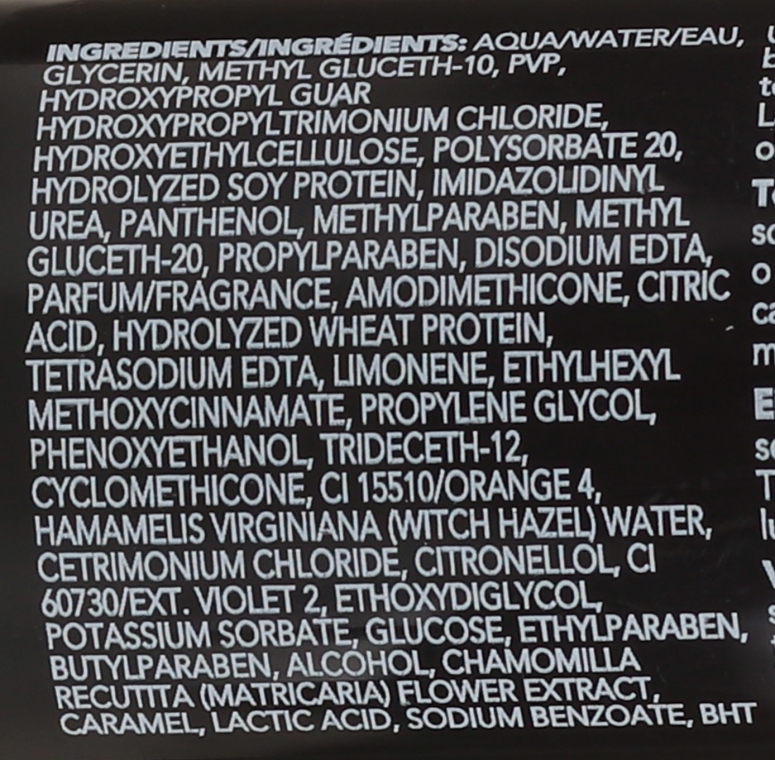 INGREDIENTS/INGRÉDIENTS: AQUA/WATER/EAU,
GLYCERIN, METHYL GLUCETH-10, PVP,
HYDROXYPROPYL GUAR
HYDROXYPROPYLTRIMONIUM CHLORIDE,
HYDROXYETHYLCELLULOSE, POLYSORBATE 20,
HYDROLYZED SOY PROTEIN, IMIDAZOLIDINYL
UREA, PANTHENOL, METHYLPARABEN, METHYL
GLUCETH-20, PROPYLPARABEN, DISODIUM EDTA,
PARFUM/FRAGRANCE, AMODIMETHICONE, CITRIC
ACID, HYDROLYZED WHEAT PROTEIN,
TETRASODIUM EDTA, LIMONENE, ETHYLHEXYL
METHOXYCINNAMATE, PROPYLENE GLYCOL,
PHENOXYETHANOL, TRIDECETH-12,
CYCLOMETHICONE, CI 15510/ORANGE 4,
HAMAMELIS VIRGINIANA (WITCH HAZEL) WATER,
CETRIMONIUM CHLORIDE, CITRONELLOL, CI
60730/EXT. VIOLET 2, ETHOXYDIGLYCOL,
POTASSIUM SORBATE, GLUCOSE, ETHYLPARABEN,
BUTYLPARABEN, ALCOHOL, CHAMOMILLA
RECUTITA (MATRICARIA) FLOWER EXTRACT,
CARAMEL, LACTIC ACID, SODIUM BENZOATE, BHT